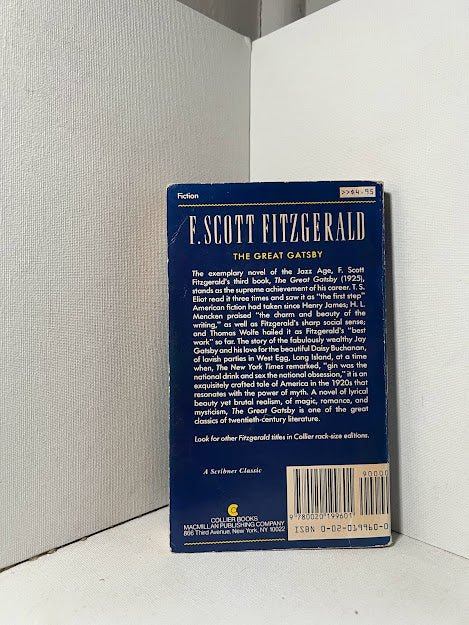 Fiction
>>$4.95
F. SCOTT FITZGERALD
THE GREAT GATSBY
The exemplary novel of the Jazz Age, F. Scott
Fitzgerald's third book, The Great Gatsby (1925),
stands as the supreme achievement of his career. T. S.
Eliot read it three times and saw it as "the first step"
American fiction had taken since Henry James; H. L.
Mencken praised "the charm and beauty of the
writing," as well as Fitzgerald's sharp social sense;
and Thomas Wolfe hailed it as Fitzgerald's "best
work" so far. The story of the fabulously wealthy Jay
Gatsby and his love for the beautiful Daisy Buchanan,
of lavish parties in West Egg, Long Island, at a time
when, The New York Times remarked, "gin was the
national drink and sex the national obsession," it is an
exquisitely crafted tale of America in the 1920s that
resonates with the power of myth. A novel of lyrical
beauty yet brutal realism, of magic, romance, and
mysticism, The Great Gatsby is one of the great
classics of twentieth-century literature.
Look for other Fitzgerald titles in Collier rack-size editions.
A Scribner Classic
90000
9 780020 199601
ISBN 0-02-019960-0
COLLIER BOOKS
MACMILLAN PUBLISHING COMPANY
866 Third Avenue, New York, NY 10022